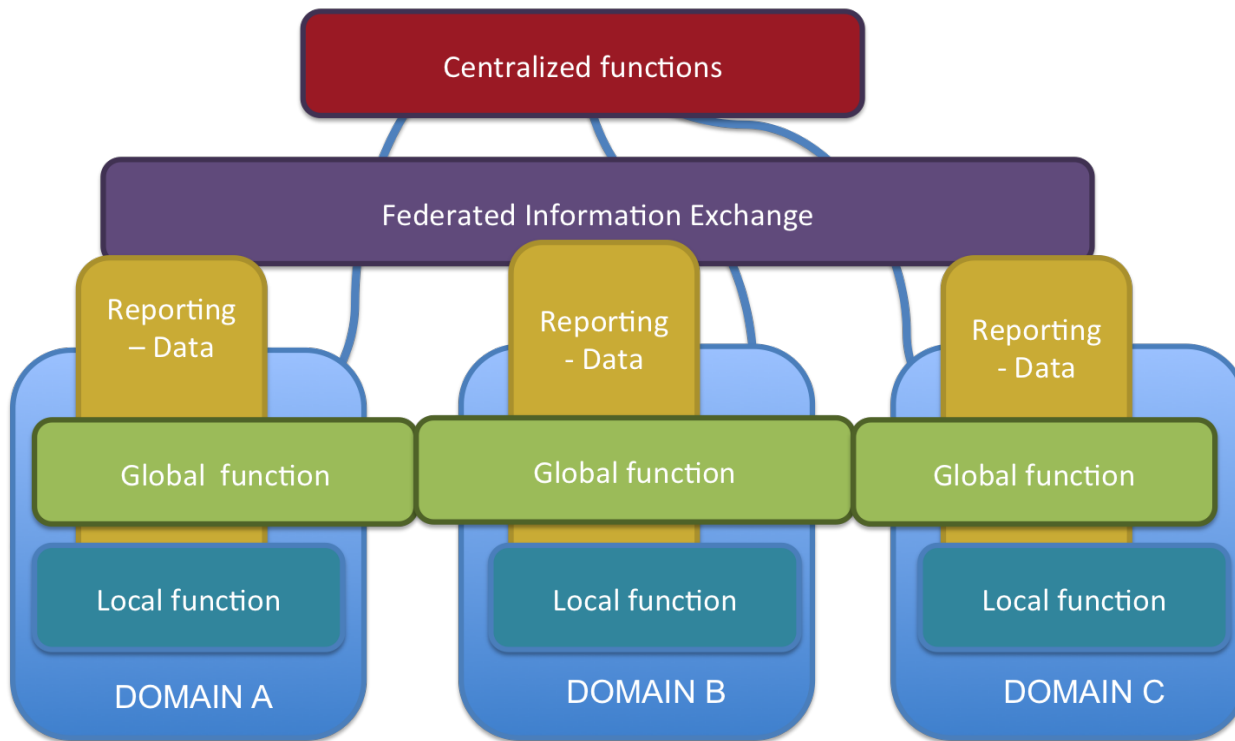 Centralized functions
Federated Information Exchange
Reporting
– Data
Reporting
- Data
Reporting
- Data
Global  function
Global function
Global function
Local function
Local function
Local function
DOMAIN A
DOMAIN B
DOMAIN C